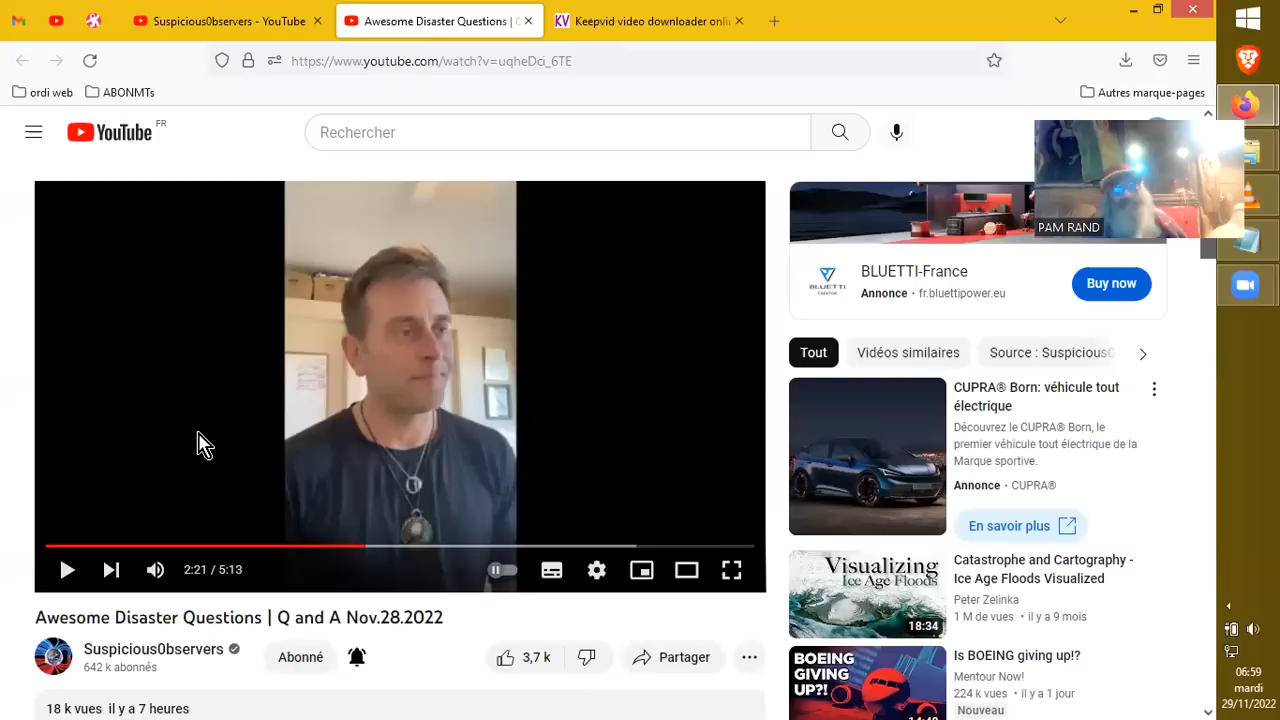 Suspicious0bservers - YouTube
Awesome Disaster Questions | 
Keepvid video downloader onli
https://www.youtube.com/watch?v=uqheDci_6TE
ordi web
ABONMTs
Autres marque-pages
YouTube FR
Rechercher
PAM RAND
BLUETTI
BLUETTI-France
Annonce · fr.bluettipower.eu
Buy now
Tout
Vidéos similaires
Source : Suspicious0
CUPRA® Born: véhicule tout
électrique
Découvrez le CUPRA® Born, le
premier véhicule tout électrique de la
Marque sportive.
Annonce · CUPRA®
En savoir plus
2:21 / 5:13
Visualizing
Ice Age Floods
18:34
Catastrophe and Cartography -
Ice Age Floods Visualized
Peter Zelinka
1 M de vues · il y a 9 mois
Awesome Disaster Questions | Q and A Nov.28.2022
Suspicious0bservers
642 k abonnés
Abonné
3,7 k
Partager
BOEING
GIVING
UP?!
Is BOEING giving up!?
Mentour Now!
224 k vues · il y a 1 jour
Nouveau
18 k vues il y a 7 heures
06:59
mardi
29/11/2022